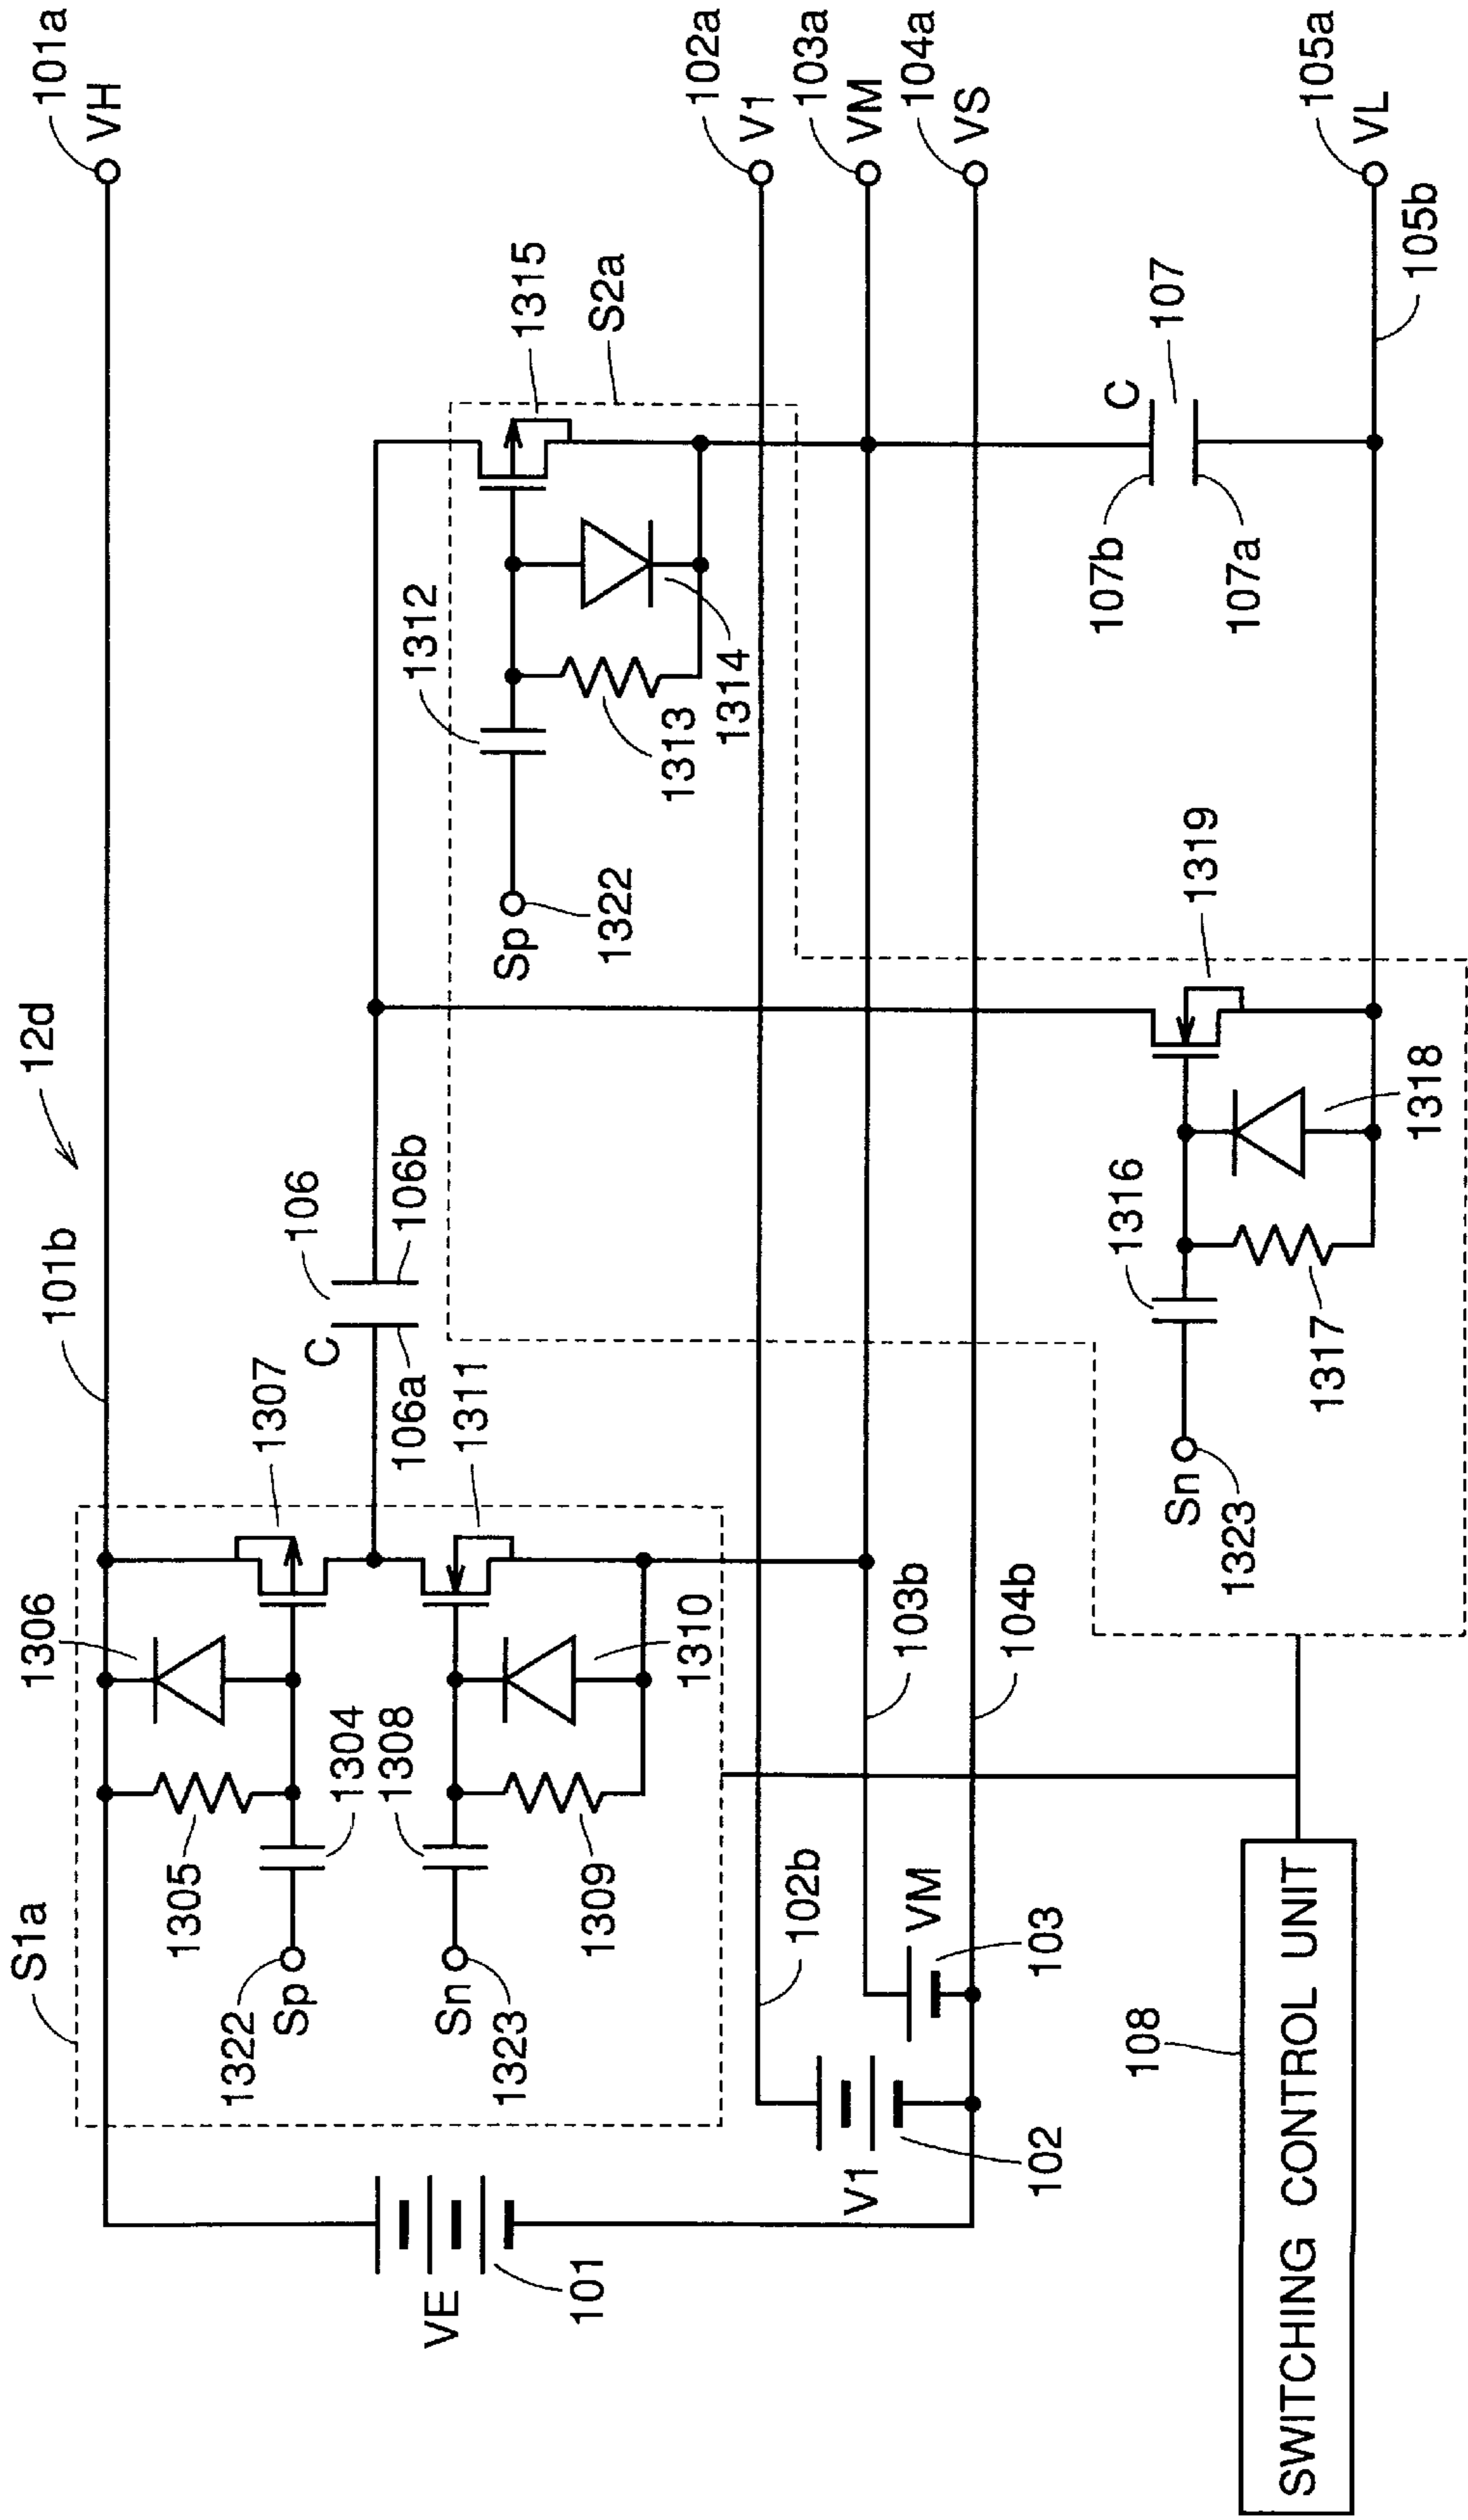 12d
101b
101a
VH
S1a
1306
1307
1305
1304
1322
Sp
1308
Sn
1323
1309
1310
1311
C
106
106a
106b
1312
1315
S2a
Sp
1322
1313
1314
102a
V1
103a
VM
104a
VS
VE
101
V1
102
102b
VM
103
103b
104b
C
107
107b
107a
1316
1319
Sn
1323
1317
1318
105a
VL
105b
108
SWITCHING CONTROL UNIT